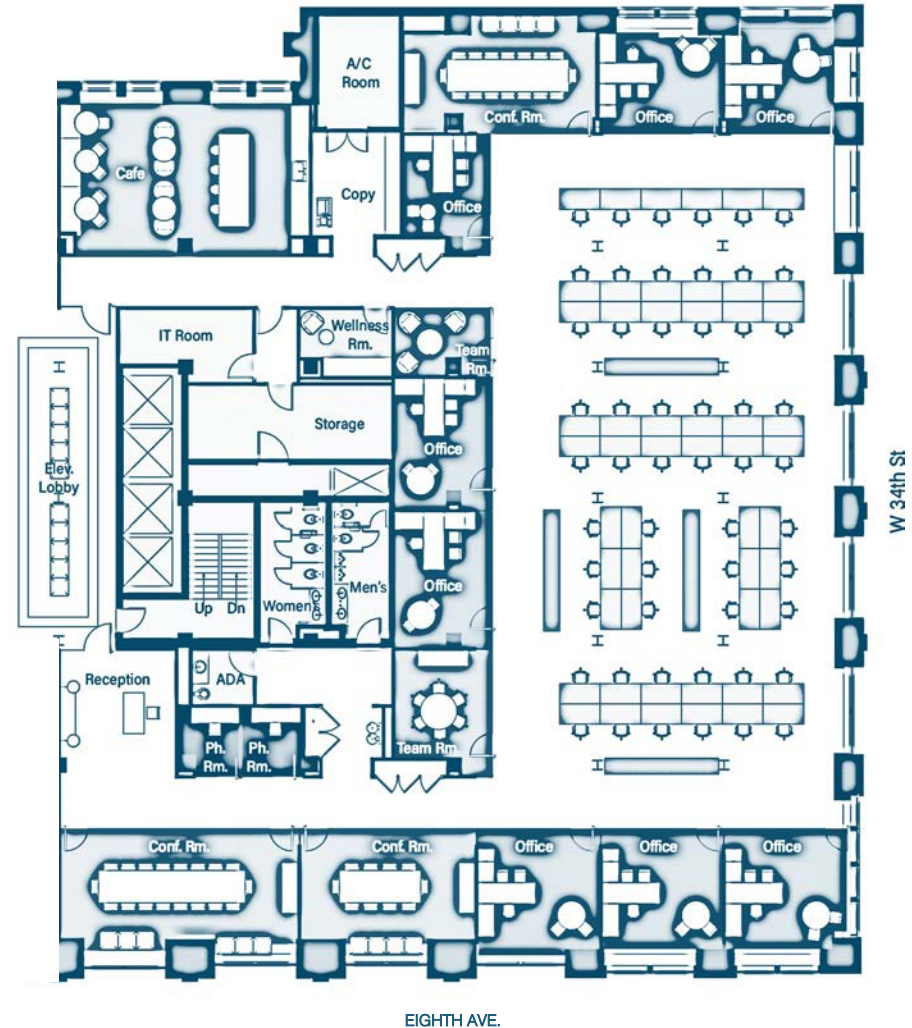 A/C
Room
Conf. Rm.
Office
Office
Cafe
Copy
Office
IT Room
Wellness
Rm.
Team
Rm.
Storage
Office
Elev.
Lobby
W 34th St
Office
Men's
Women
Up Dn
Reception
ADA
Ph.
Rm.
Ph.
Rm.
Team Rm.
Conf. Rm.
Conf. Rm.
Office
Office
Office
EIGHTH AVE.